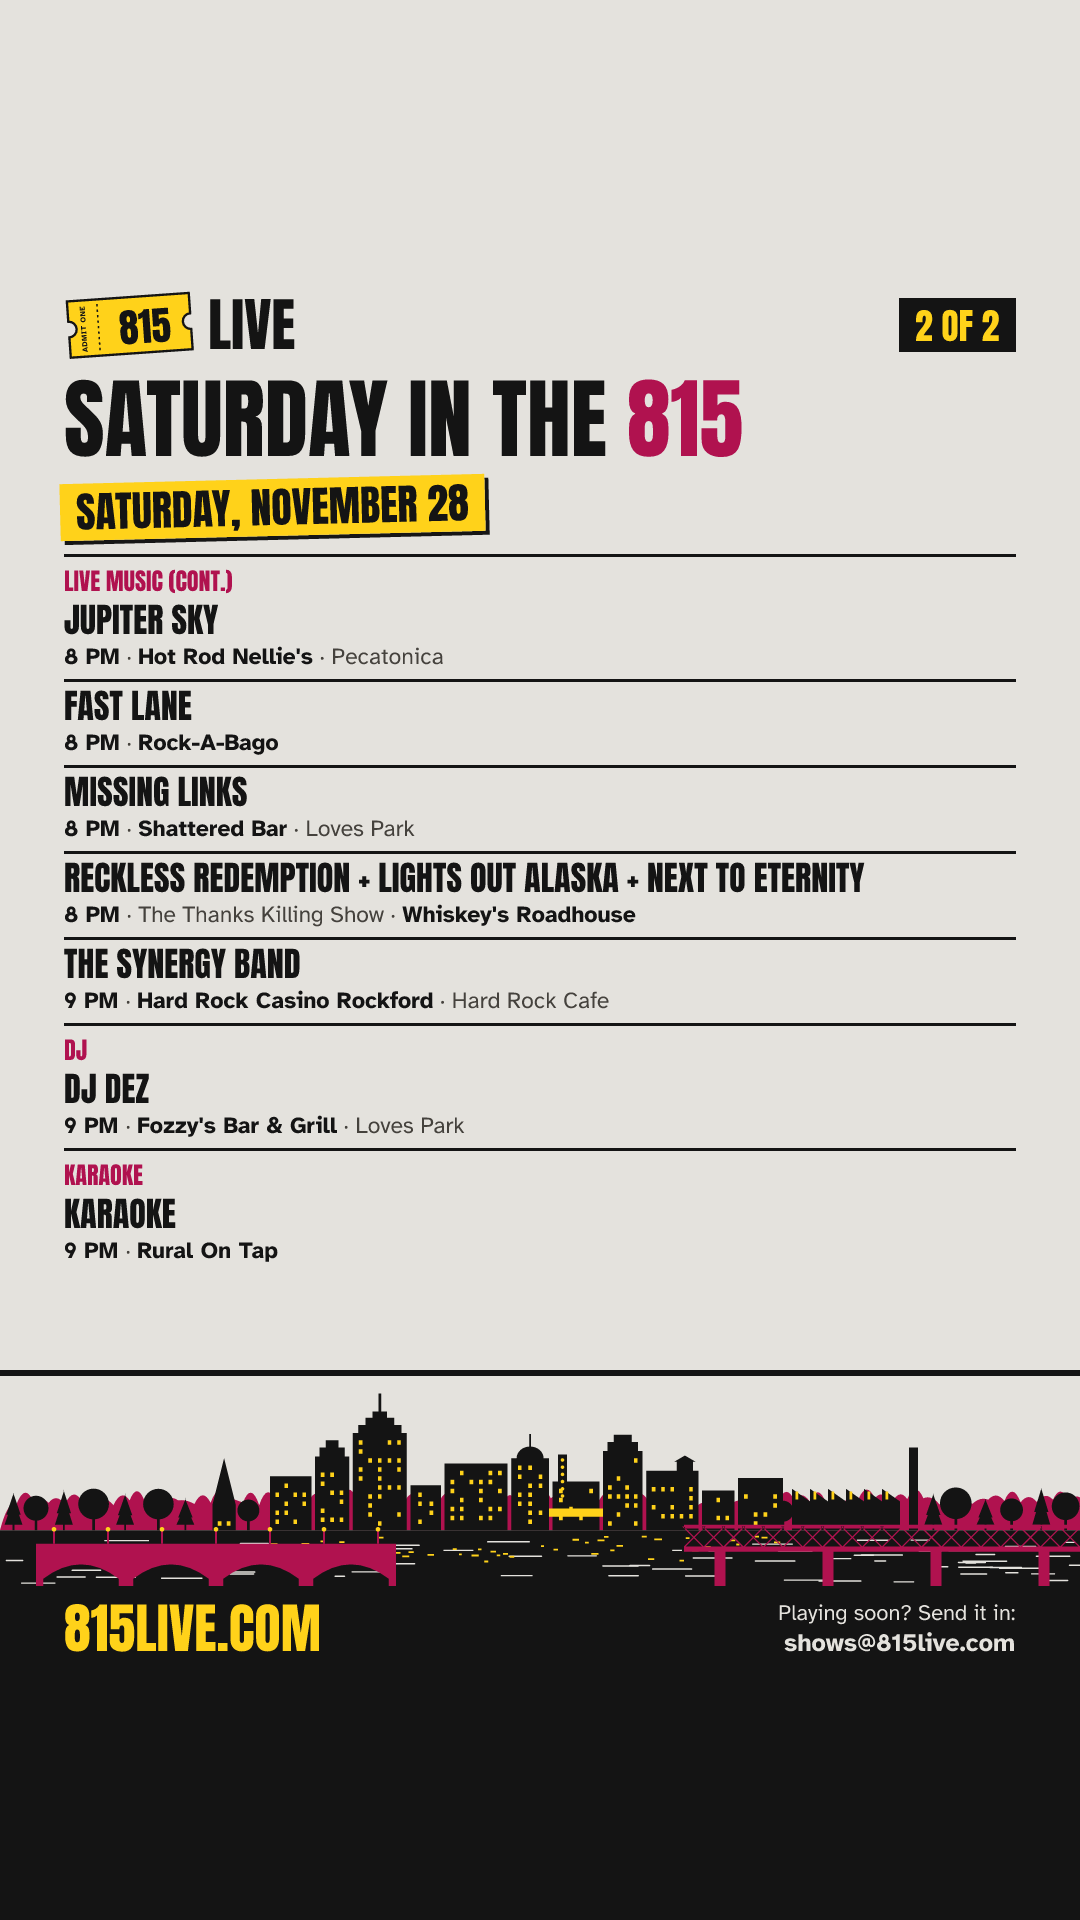 ADMIT ONE 815 LIVE
2 OF 2
SATURDAY IN THE 815
SATURDAY, NOVEMBER 28
LIVE MUSIC (CONT.)
JUPITER SKY
8 PM · Hot Rod Nellie's · Pecatonica
FAST LANE
8 PM · Rock-A-Bago
MISSING LINKS
8 PM · Shattered Bar · Loves Park
RECKLESS REDEMPTION + LIGHTS OUT ALASKA + NEXT TO ETERNITY
8 PM · The Thanks Killing Show · Whiskey's Roadhouse
THE SYNERGY BAND
9 PM · Hard Rock Casino Rockford · Hard Rock Cafe
DJ
DJ DEZ
9 PM · Fozzy's Bar & Grill · Loves Park
KARAOKE
KARAOKE
9 PM · Rural On Tap
815LIVE.COM
Playing soon? Send it in:
shows@815live.com